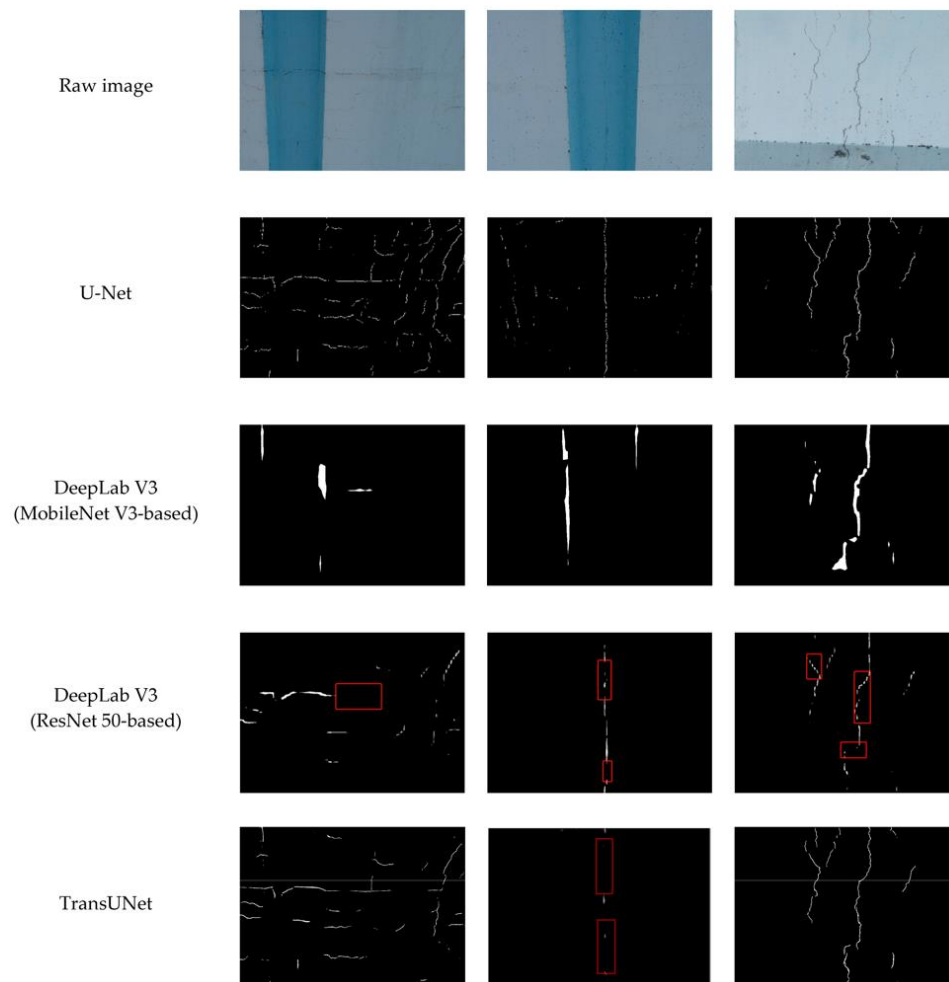 Raw image
U-Net
DeepLab V3
(MobileNet V3-based)
DeepLab V3
(ResNet 50-based)
TransUNet